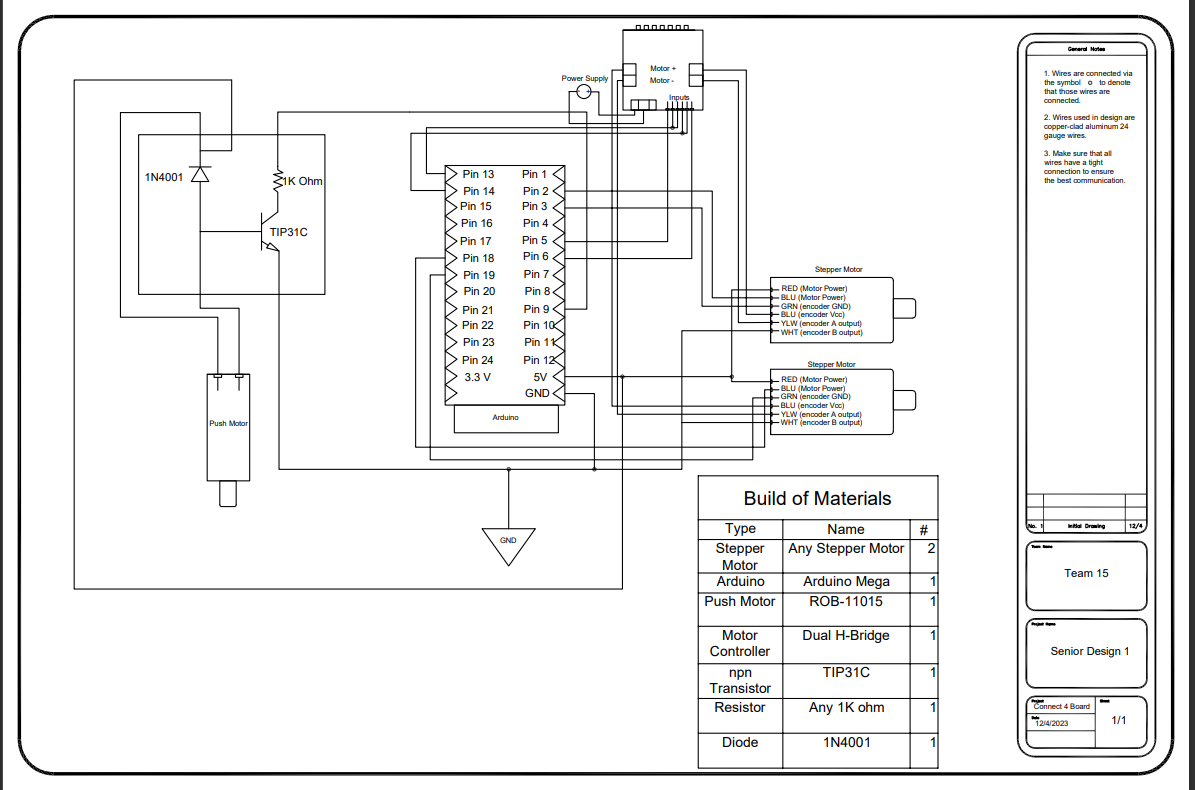 Power Supply
Motor +
Motor -
Inputs
1N4001
1K Ohm
TIP31C
Push Motor
Pin 13 Pin 1
Pin 14 Pin 2
Pin 15 Pin 3
Pin 16 Pin 4
Pin 17 Pin 5
Pin 18 Pin 6
Pin 19 Pin 7
Pin 20 Pin 8
Pin 21 Pin 9
Pin 22 Pin 10
Pin 23 Pin 11
Pin 24 Pin 12
3.3 V 5V
GND
Arduino
GND
Stepper Motor
RED (Motor Power)
BLU (Motor Power)
GRN (encoder GND)
BLU (encoder Vcc)
YLW (encoder A output)
WHT (encoder B output)
Stepper Motor
RED (Motor Power)
BLU (Motor Power)
GRN (encoder GND)
BLU (encoder Vcc)
YLW (encoder A output)
WHT (encoder B output)
Build of Materials
Type Name #
Stepper Motor Any Stepper Motor 2
Arduino Arduino Mega 1
Push Motor ROB-11015 1
Motor Controller Dual H-Bridge 1
npn Transistor TIP31C 1
Resistor Any 1K ohm 1
Diode 1N4001 1
General Notes
1. Wires are connected via
the symbol o to denote
that those wires are
connected.
2. Wires used in design are
copper-clad aluminum 24
gauge wires.
3. Make sure that all
wires have a tight
connection to ensure
the best communication.
No. 1 Initial Drawing 12/4
Team Name
Team 15
Project Name
Senior Design 1
Project
Connect 4 Board
Date
12/4/2023
Sheet
1/1